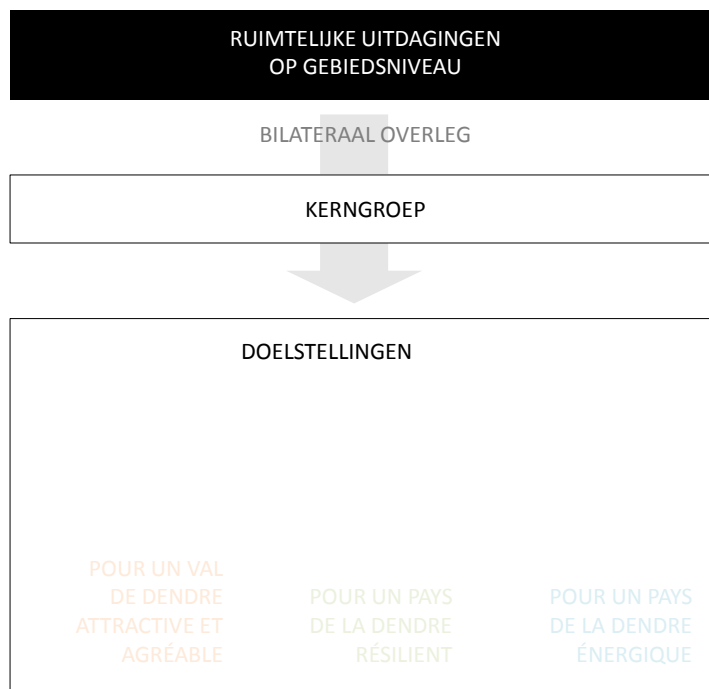 RUIMTELIJKE UITDAGINGEN
OP GEBIEDSNIVEAU
BILATERAAL OVERLEG
KERNGROEP
DOELSTELLINGEN
POUR UN VAL
DE DENDRE
ATTRACTIVE ET
AGRÉABLE
POUR UN PAYS
DE LA DENDRE
RÉSILIENT
POUR UN PAYS
DE LA DENDRE
ÉNERGIQUE